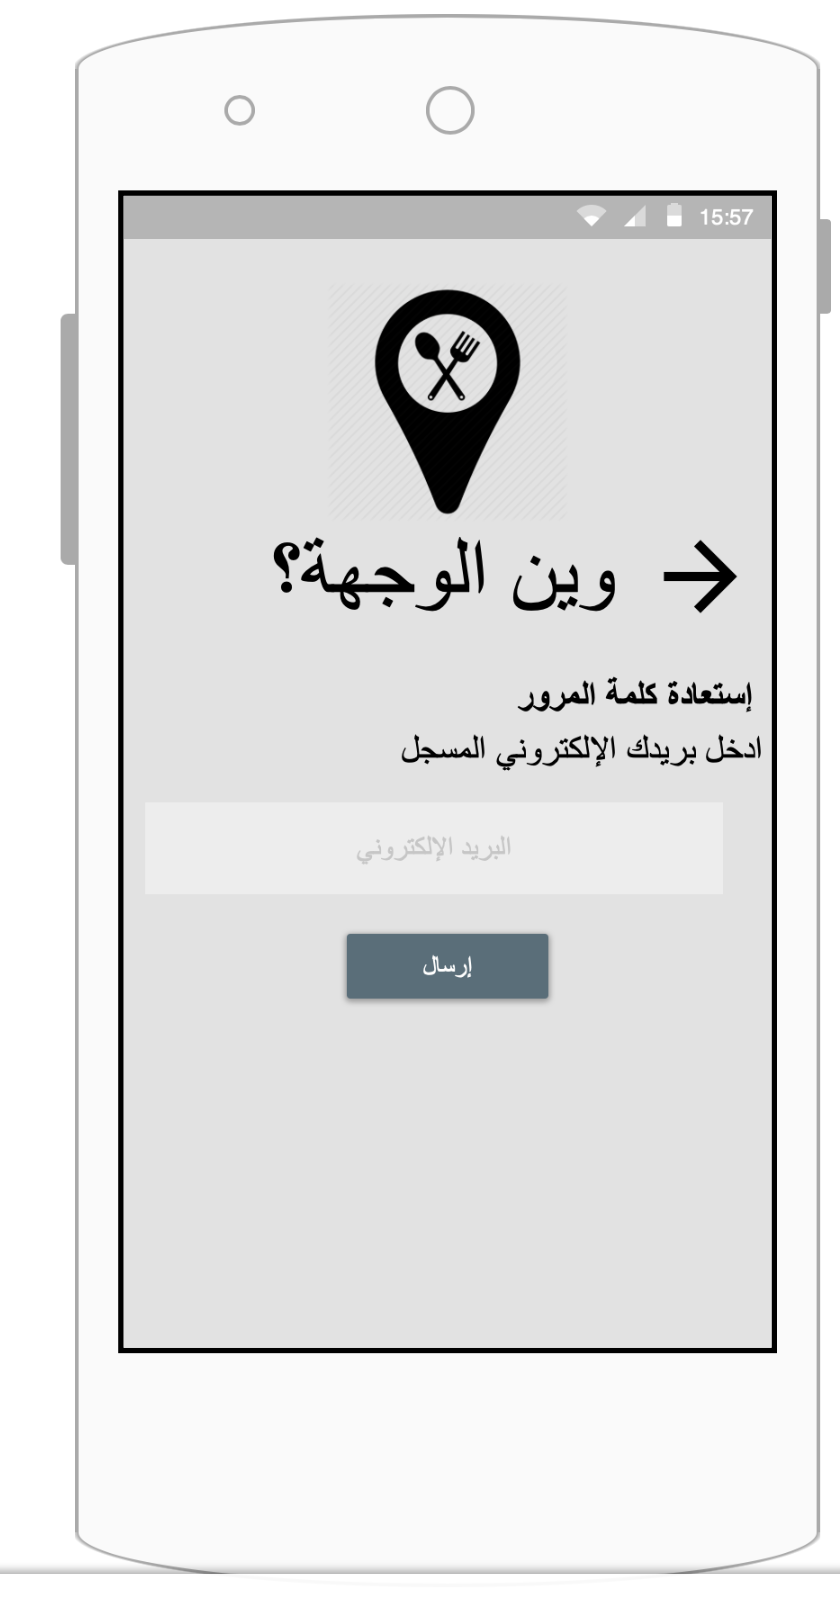 15:57
وين الوجهة؟
إستعادة كلمة المرور
ادخل بريدك الإلكتروني المسجل
البريد الإلكتروني
إرسال